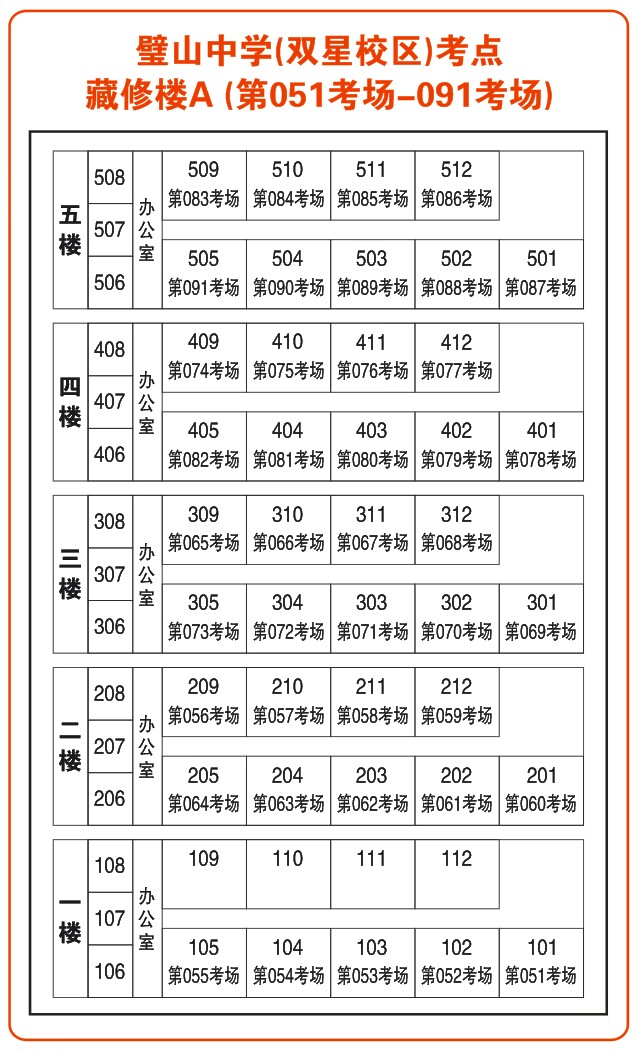 璧山中学(双星校区)考点
藏修楼A (第051考场-091考场)
五楼
508
507
506
办公室
509 510 511 512
第083考场 第084考场 第085考场 第086考场
505 504 503 502 501
第091考场 第090考场 第089考场 第088考场 第087考场
四楼
408
407
406
办公室
409 410 411 412
第074考场 第075考场 第076考场 第077考场
405 404 403 402 401
第082考场 第081考场 第080考场 第079考场 第078考场
三楼
308
307
306
办公室
309 310 311 312
第065考场 第066考场 第067考场 第068考场
305 304 303 302 301
第073考场 第072考场 第071考场 第070考场 第069考场
二楼
208
207
206
办公室
209 210 211 212
第056考场 第057考场 第058考场 第059考场
205 204 203 202 201
第064考场 第063考场 第062考场 第061考场 第060考场
一楼
108
107
106
办公室
109 110 111 112
105 104 103 102 101
第055考场 第054考场 第053考场 第052考场 第051考场